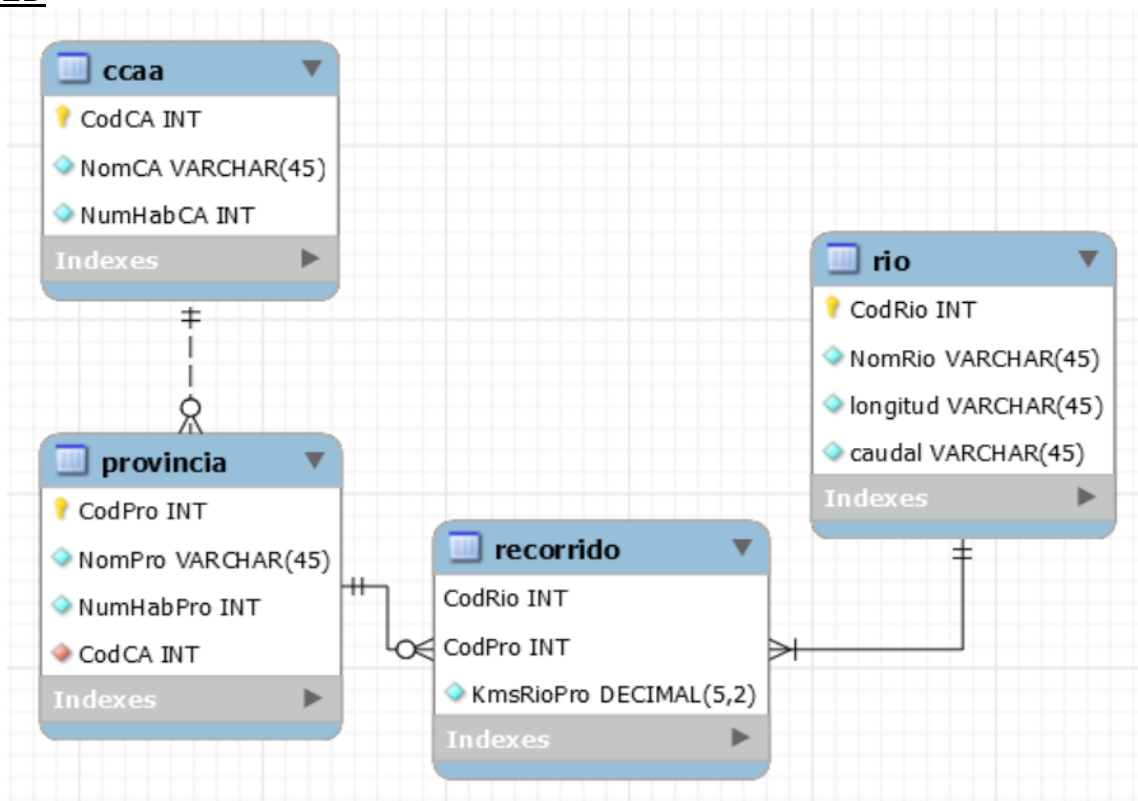 ccaa
CodCA INT
NomCA VARCHAR(45)
NumHabCA INT
Indexes
provincia
CodPro INT
NomPro VARCHAR(45)
NumHabPro INT
CodCA INT
Indexes
recorrido
CodRio INT
CodPro INT
KmsRioPro DECIMAL(5,2)
Indexes
rio
CodRio INT
NomRio VARCHAR(45)
longitud VARCHAR(45)
caudal VARCHAR(45)
Indexes